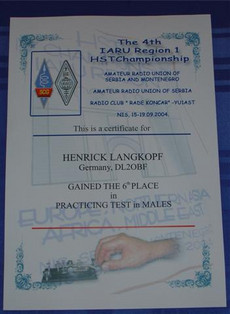 The 4th
IARU Region 1
HST Championship
AMATEUR RADIO UNION OF
SERBIA AND MONTENEGRO
AMATEUR RADIO UNION OF SERBIA
RADIO CLUB "RADE KONCAR" -YU1AST
NIS, 15-19.09.2004.
This is a certificate for
HENRICK LANGKOPF
Germany, DL2OBF
GAINED THE 6th PLACE
in
PRACTICING TEST in MALES
EUROPE
AFRICA, MIDDLE EAST